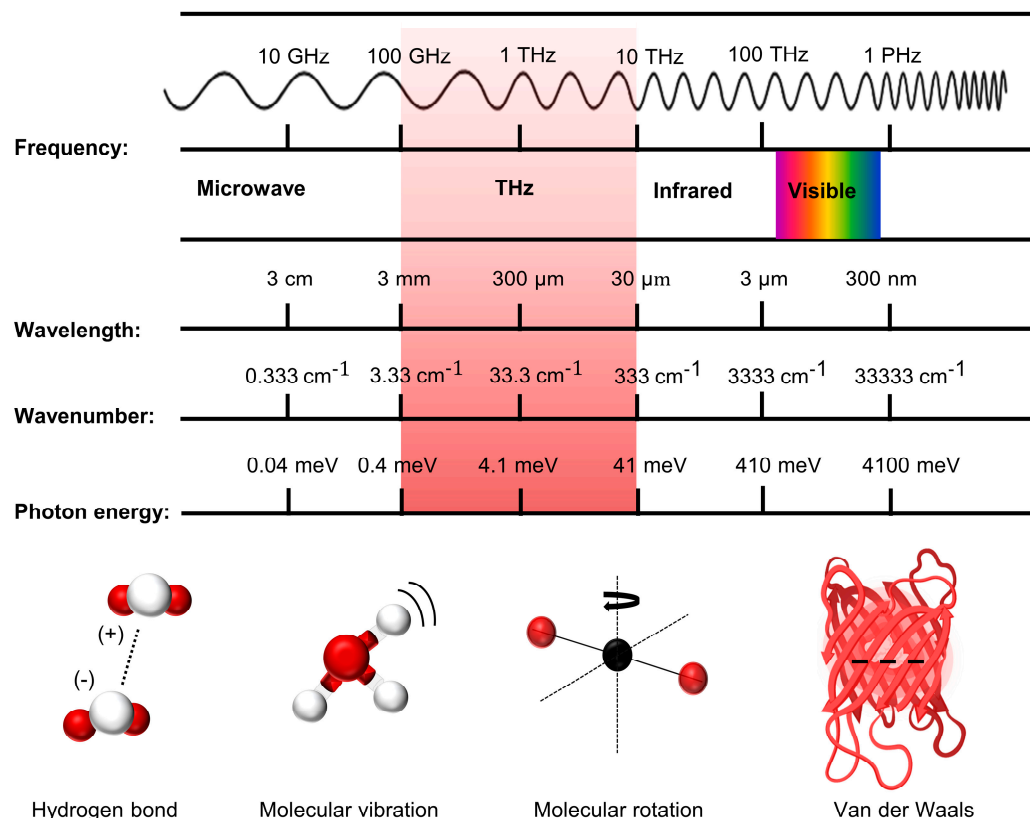 10 GHz 100 GHz 1 THz 10 THz 100 THz 1 PHz
Frequency:
Microwave THz Infrared Visible
3 cm 3 mm 300 µm 30 µm 3 µm 300 nm
Wavelength:
0.333 cm⁻¹ 3.33 cm⁻¹ 33.3 cm⁻¹ 333 cm⁻¹ 3333 cm⁻¹ 33333 cm⁻¹
Wavenumber:
0.04 meV 0.4 meV 4.1 meV 41 meV 410 meV 4100 meV
Photon energy:
(+)
(-)
Hydrogen bond Molecular vibration Molecular rotation Van der Waals